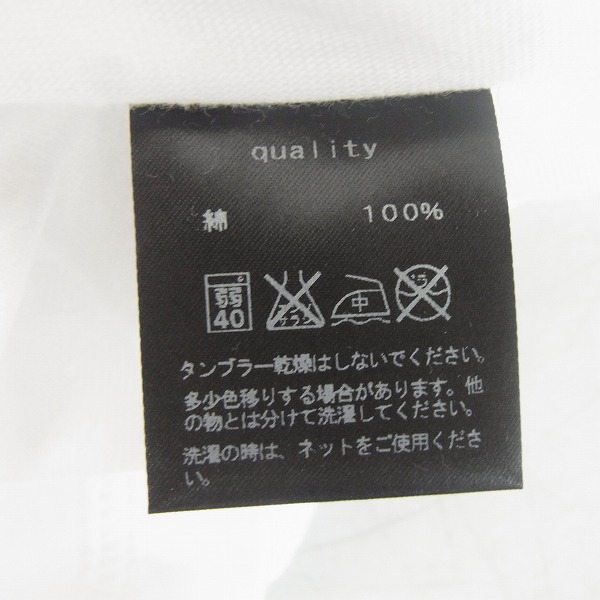 quality
綿 100%
弱 中
40
タンブラー乾燥はしないでください。
多少色移りする場合があります。他
の物とは分けて洗濯してください。
洗濯の時は、ネットをご使用くださ
い。